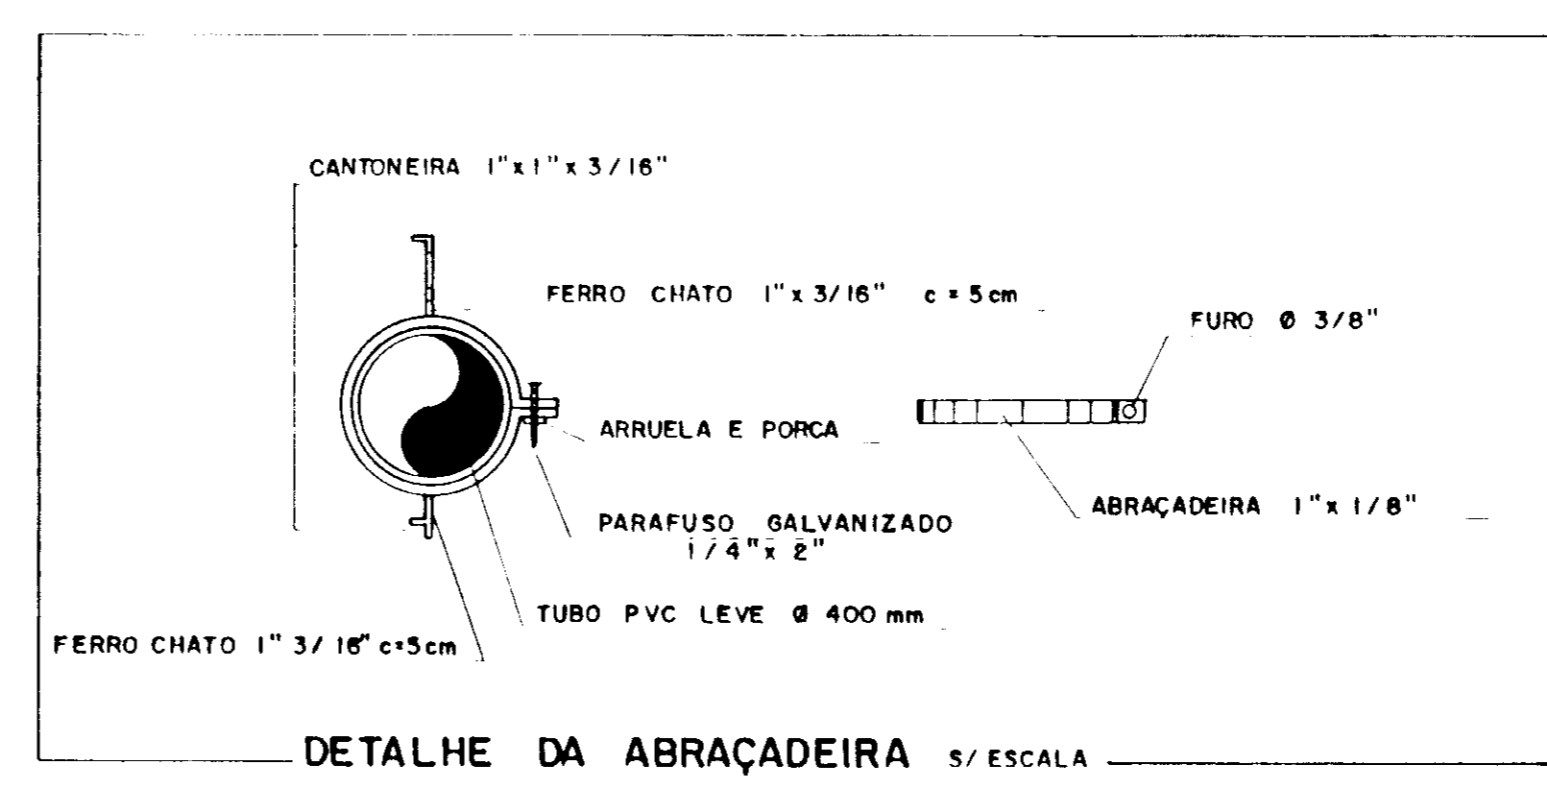 CANTONEIRA 1"x1"x 3/16"
FERRO CHATO 1"x 3/16" c = 5cm
FURO Ø 3/8"
ARRUELA E PORCA
ABRAÇADEIRA 1"x 1/8"
PARAFUSO GALVANIZADO
1/4"x 2"
TUBO PVC LEVE Ø 400 mm
FERRO CHATO 1" 3/16" c=5cm
DETALHE DA ABRAÇADEIRA S/ ESCALA